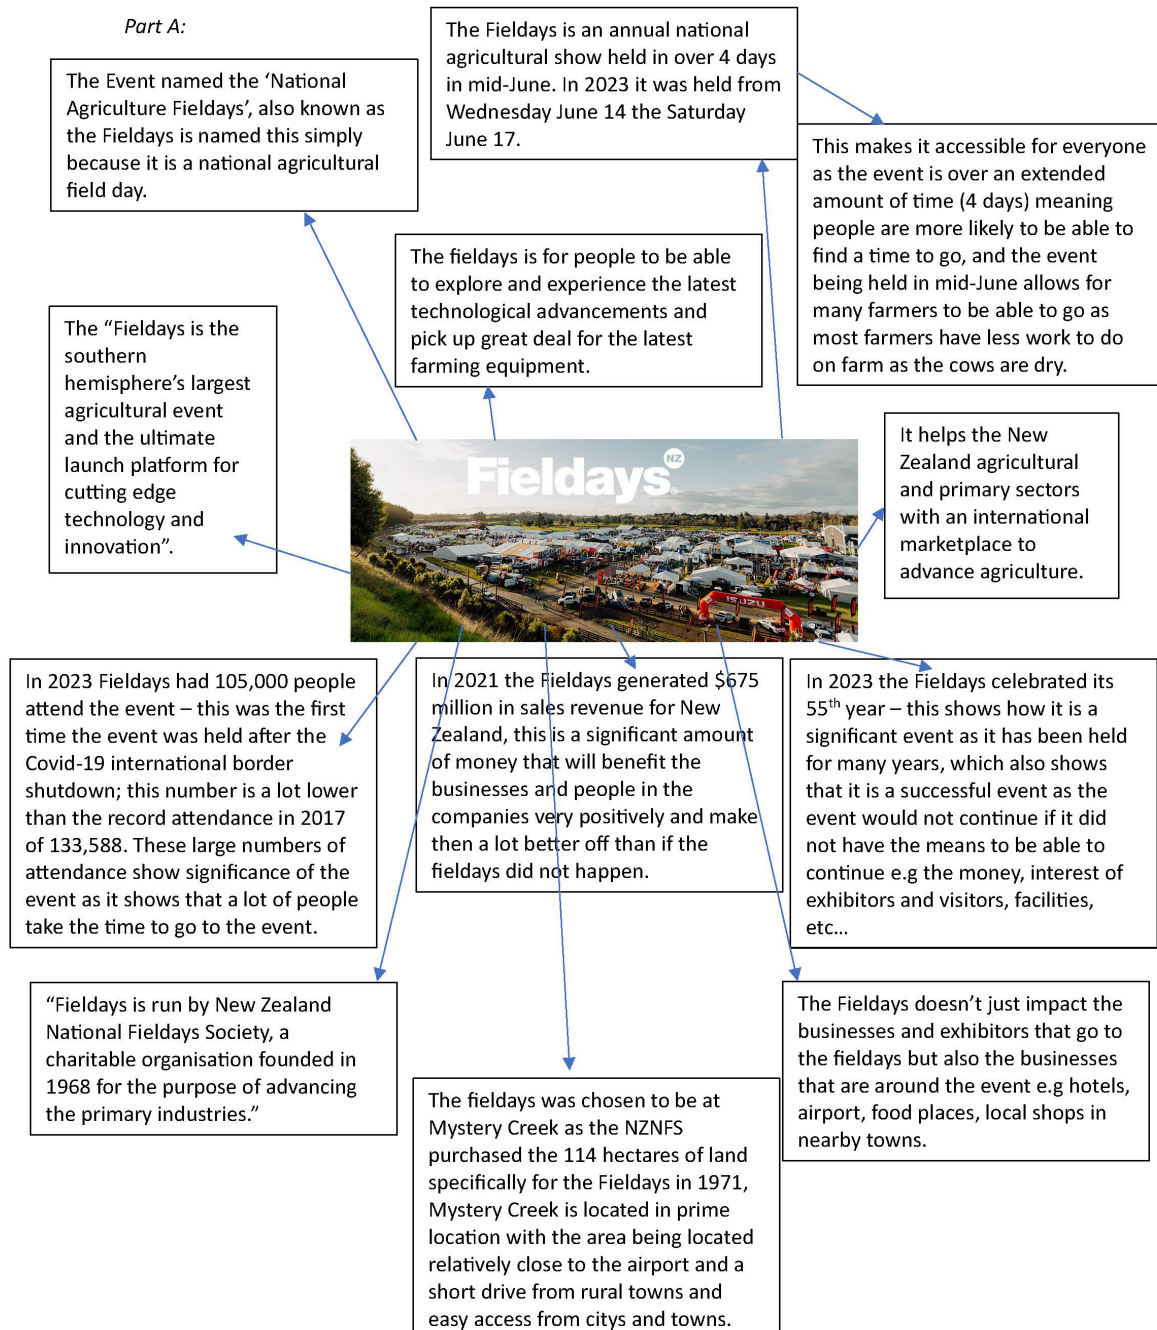 Part A:
The Event named the ‘National
Agriculture Fieldays’, also known as
the Fieldays is named this simply
because it is a national agricultural
field day.
The Fieldays is an annual national
agricultural show held in over 4 days
in mid-June. In 2023 it was held from
Wednesday June 14 the Saturday
June 17.
This makes it accessible for everyone
as the event is over an extended
amount of time (4 days) meaning
people are more likely to be able to
find a time to go, and the event
being held in mid-June allows for
many farmers to be able to go as
most farmers have less work to do
on farm as the cows are dry.
The fieldays is for people to be able
to explore and experience the latest
technological advancements and
pick up great deal for the latest
farming equipment.
The “Fieldays is the
southern
hemisphere’s largest
agricultural event
and the ultimate
launch platform for
cutting edge
technology and
innovation”.
It helps the New
Zealand agricultural
and primary sectors
with an international
marketplace to
advance agriculture.
Fieldays NZ
ISUZU
In 2023 Fieldays had 105,000 people
attend the event – this was the first
time the event was held after the
Covid-19 international border
shutdown; this number is a lot lower
than the record attendance in 2017
of 133,588. These large numbers of
attendance show significance of the
event as it shows that a lot of people
take the time to go to the event.
In 2021 the Fieldays generated $675
million in sales revenue for New
Zealand, this is a significant amount
of money that will benefit the
businesses and people in the
companies very positively and make
then a lot better off than if the
fieldays did not happen.
In 2023 the Fieldays celebrated its
55th year – this shows how it is a
significant event as it has been held
for many years, which also shows
that it is a successful event as the
event would not continue if it did
not have the means to be able to
continue e.g the money, interest of
exhibitors and visitors, facilities,
etc…
“Fieldays is run by New Zealand
National Fieldays Society, a
charitable organisation founded in
1968 for the purpose of advancing
the primary industries.”
The fieldays was chosen to be at
Mystery Creek as the NZNFS
purchased the 114 hectares of land
specifically for the Fieldays in 1971,
Mystery Creek is located in prime
location with the area being located
relatively close to the airport and a
short drive from rural towns and
easy access from citys and towns.
The Fieldays doesn’t just impact the
businesses and exhibitors that go to
the fieldays but also the businesses
that are around the event e.g hotels,
airport, food places, local shops in
nearby towns.